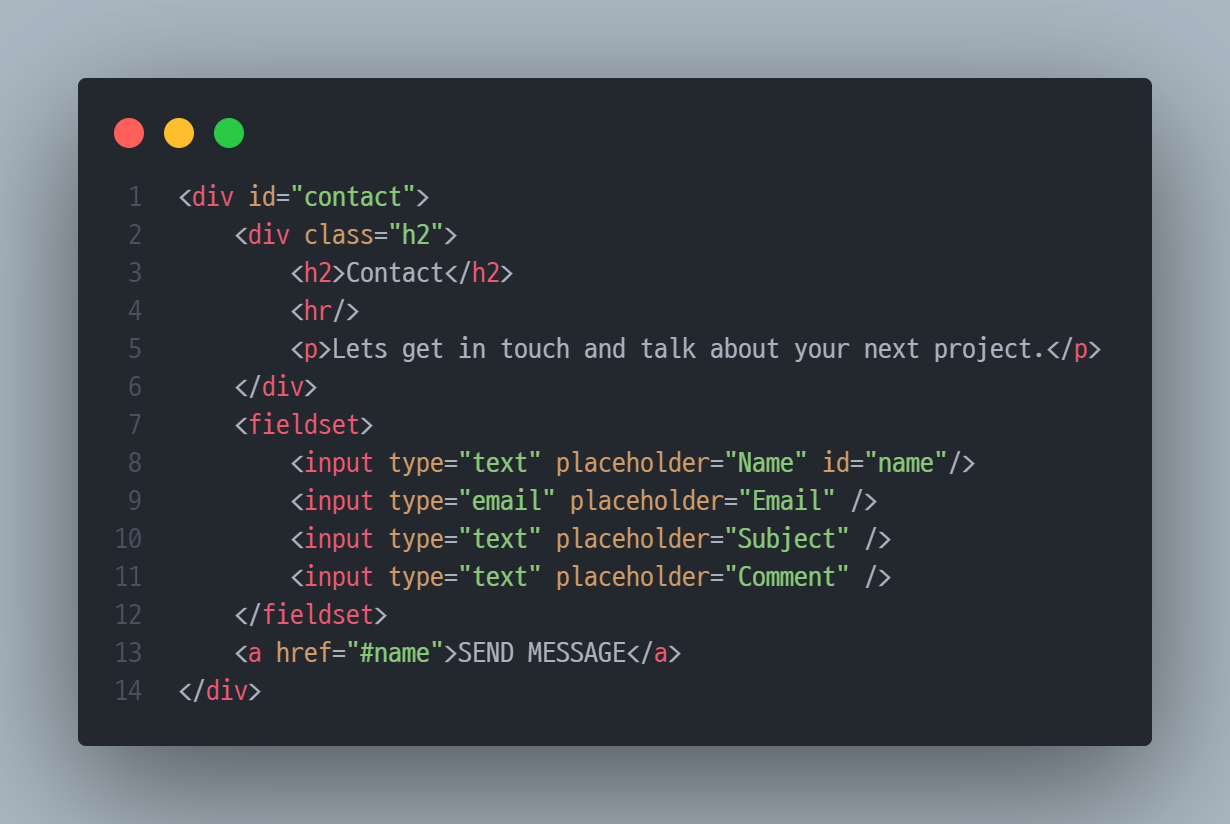 1 <div id="contact">
2     <div class="h2">
3         <h2>Contact</h2>
4         <hr/>
5         <p>Lets get in touch and talk about your next project.</p>
6     </div>
7     <fieldset>
8         <input type="text" placeholder="Name" id="name"/>
9         <input type="email" placeholder="Email" />
10         <input type="text" placeholder="Subject" />
11         <input type="text" placeholder="Comment" />
12     </fieldset>
13     <a href="#name">SEND MESSAGE</a>
14 </div>